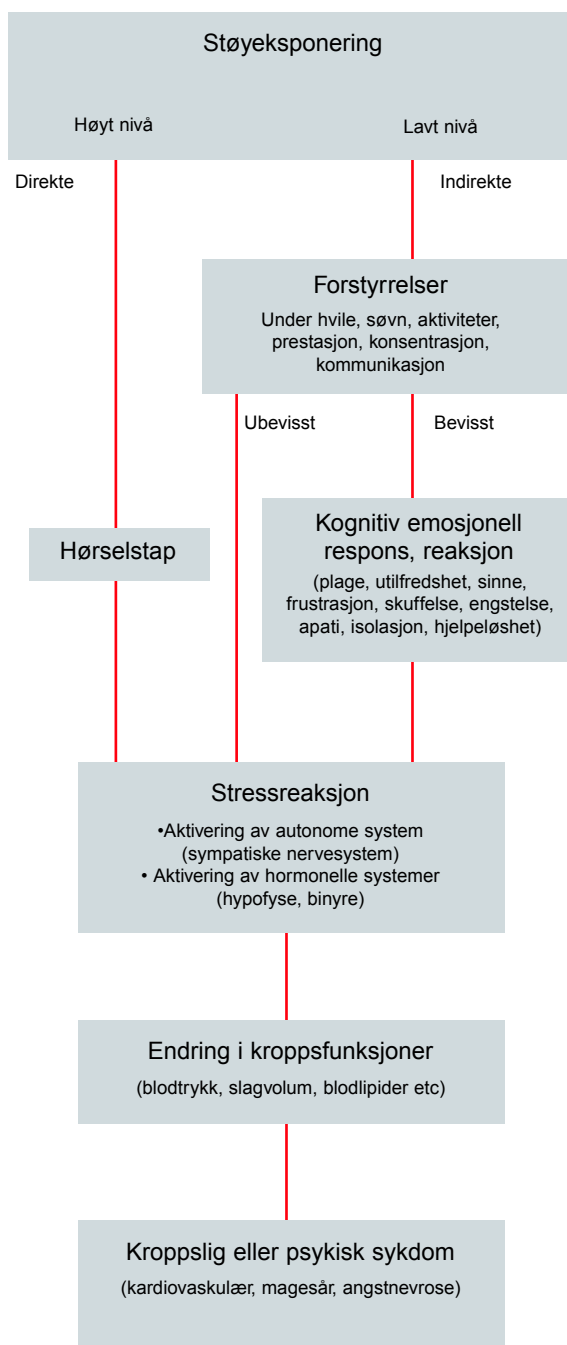 Støyeksponering
Høyt nivå
Lavt nivå
Direkte
Indirekte
Forstyrrelser
Under hvile, søvn, aktiviteter,
prestasjon, konsentrasjon,
kommunikasjon
Ubevisst
Bevisst
Hørselstap
Kognitiv emosjonell
respons, reaksjon
(plage, utilfredshet, sinne,
frustrasjon, skuffelse, engstelse,
apati, isolasjon, hjelpeløshet)
Stressreaksjon
•Aktivering av autonome system
(sympatiske nervesystem)
• Aktivering av hormonelle systemer
(hypofyse, binyre)
Endring i kroppsfunksjoner
(blodtrykk, slagvolum, blodlipider etc)
Kroppslig eller psykisk sykdom
(kardiovaskulær, magesår, angstnevrose)